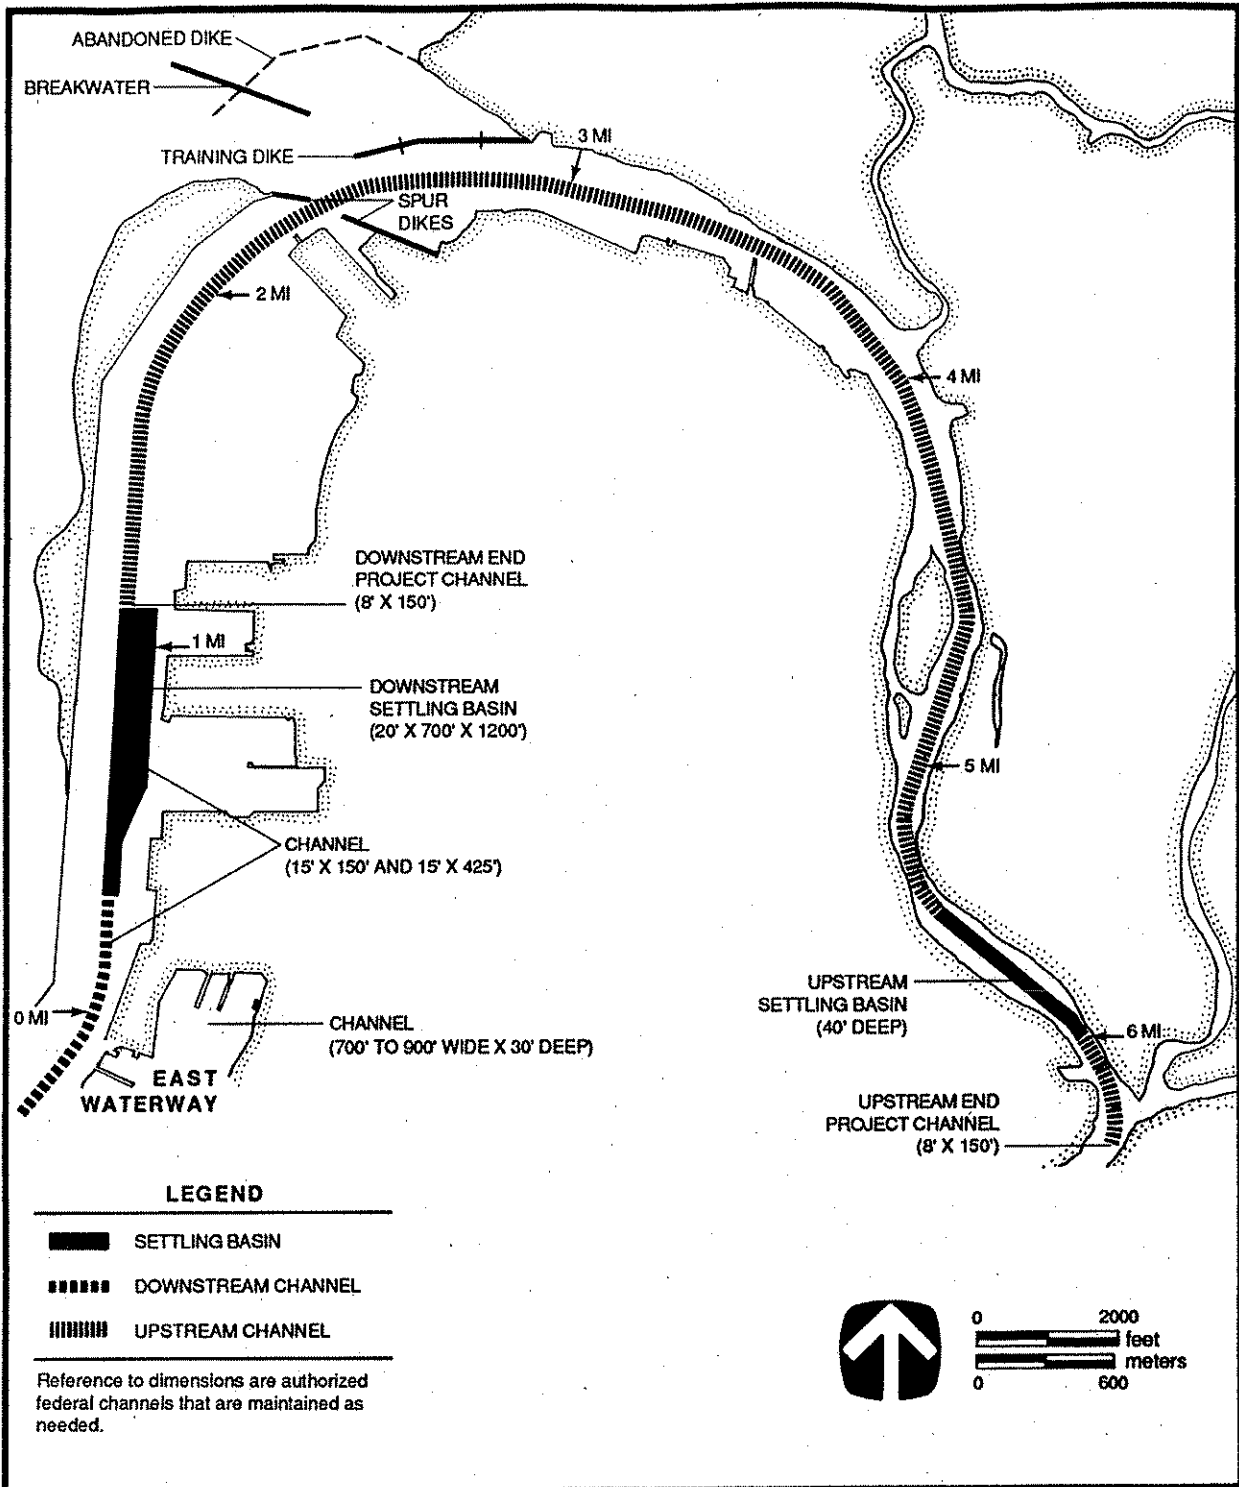 ABANDONED DIKE
BREAKWATER
TRAINING DIKE
3 MI
SPUR
DIKES
2 MI
4 MI
DOWNSTREAM END
PROJECT CHANNEL
(8' X 150')
1 MI
DOWNSTREAM
SETTLING BASIN
(20' X 700' X 1200')
5 MI
CHANNEL
(15' X 150' AND 15' X 425')
UPSTREAM
SETTLING BASIN
(40' DEEP)
0 MI
CHANNEL
(700' TO 900' WIDE X 30' DEEP)
6 MI
EAST
WATERWAY
UPSTREAM END
PROJECT CHANNEL
(8' X 150')
LEGEND
SETTLING BASIN
DOWNSTREAM CHANNEL
UPSTREAM CHANNEL
Reference to dimensions are authorized
federal channels that are maintained as
needed.
0 2000
feet
meters
0 600